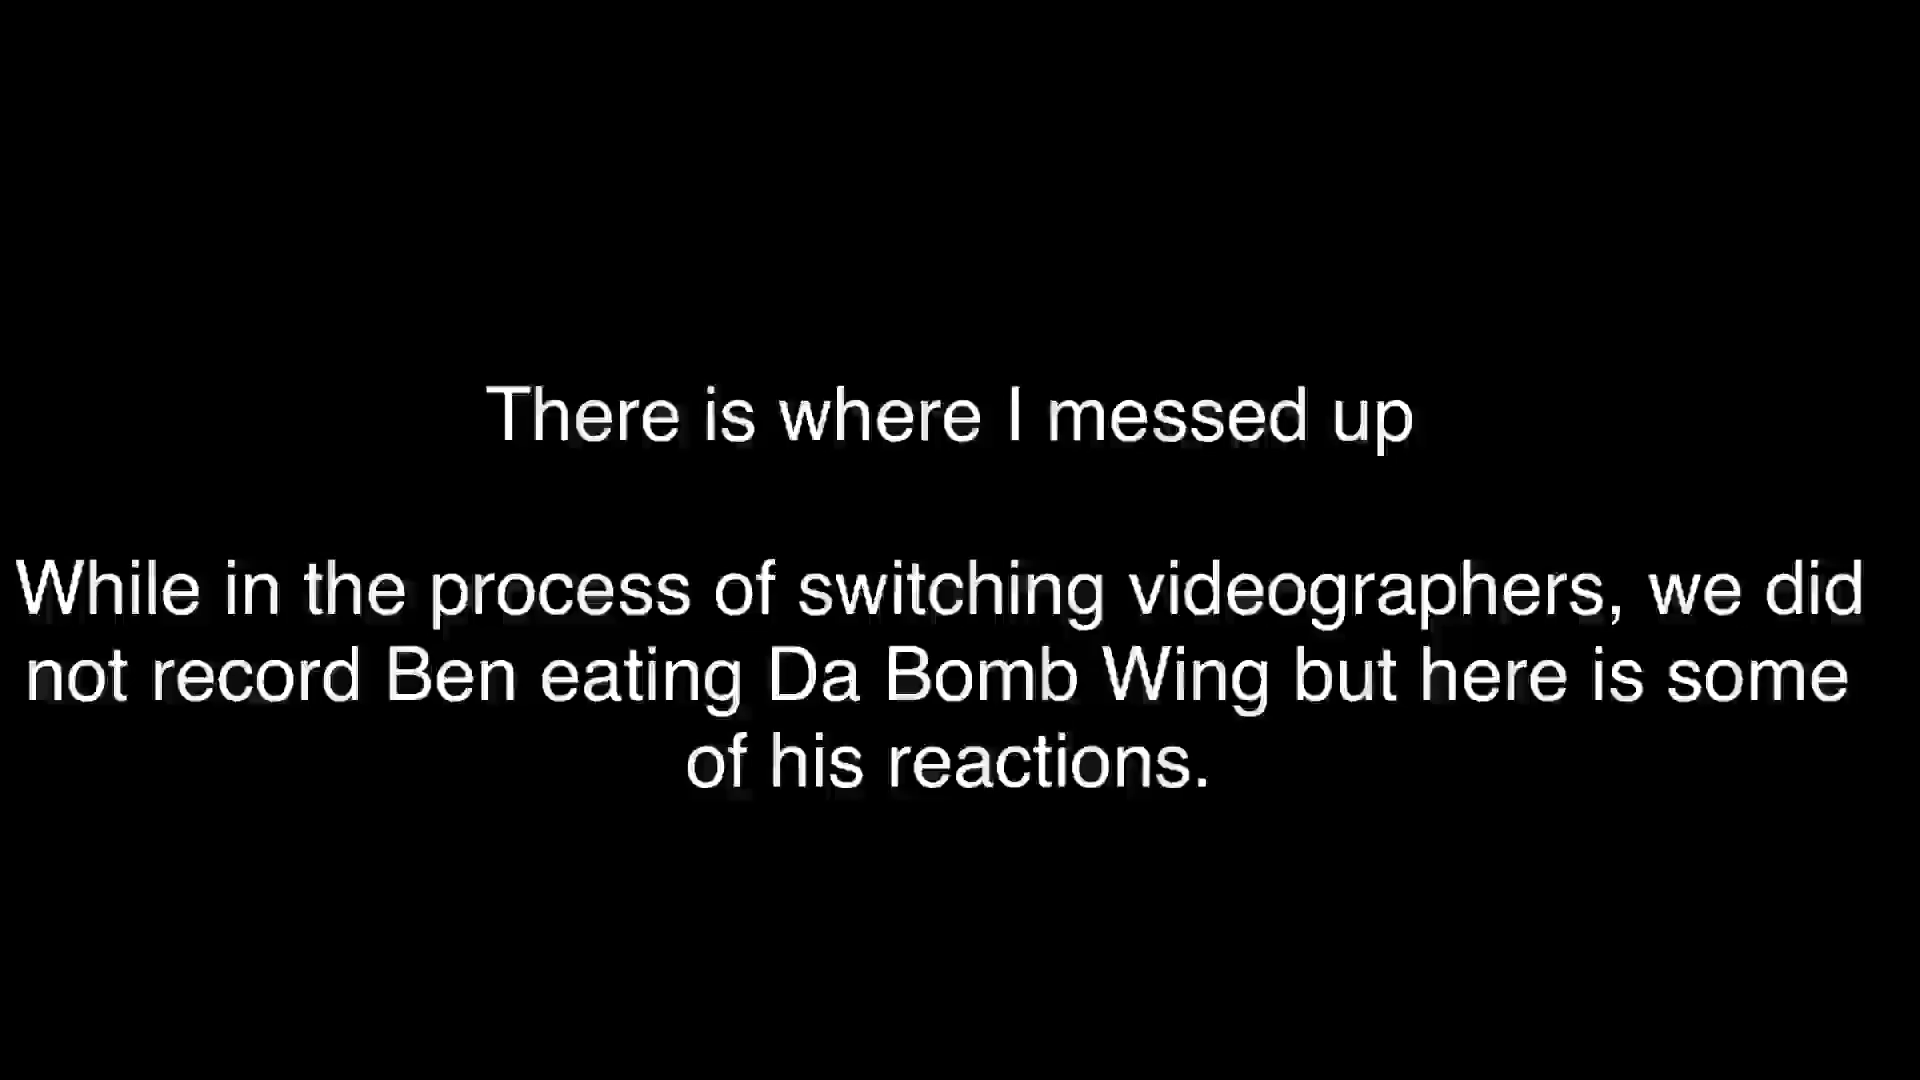 There is where I messed up
While in the process of switching videographers, we did
not record Ben eating Da Bomb Wing but here is some
of his reactions.